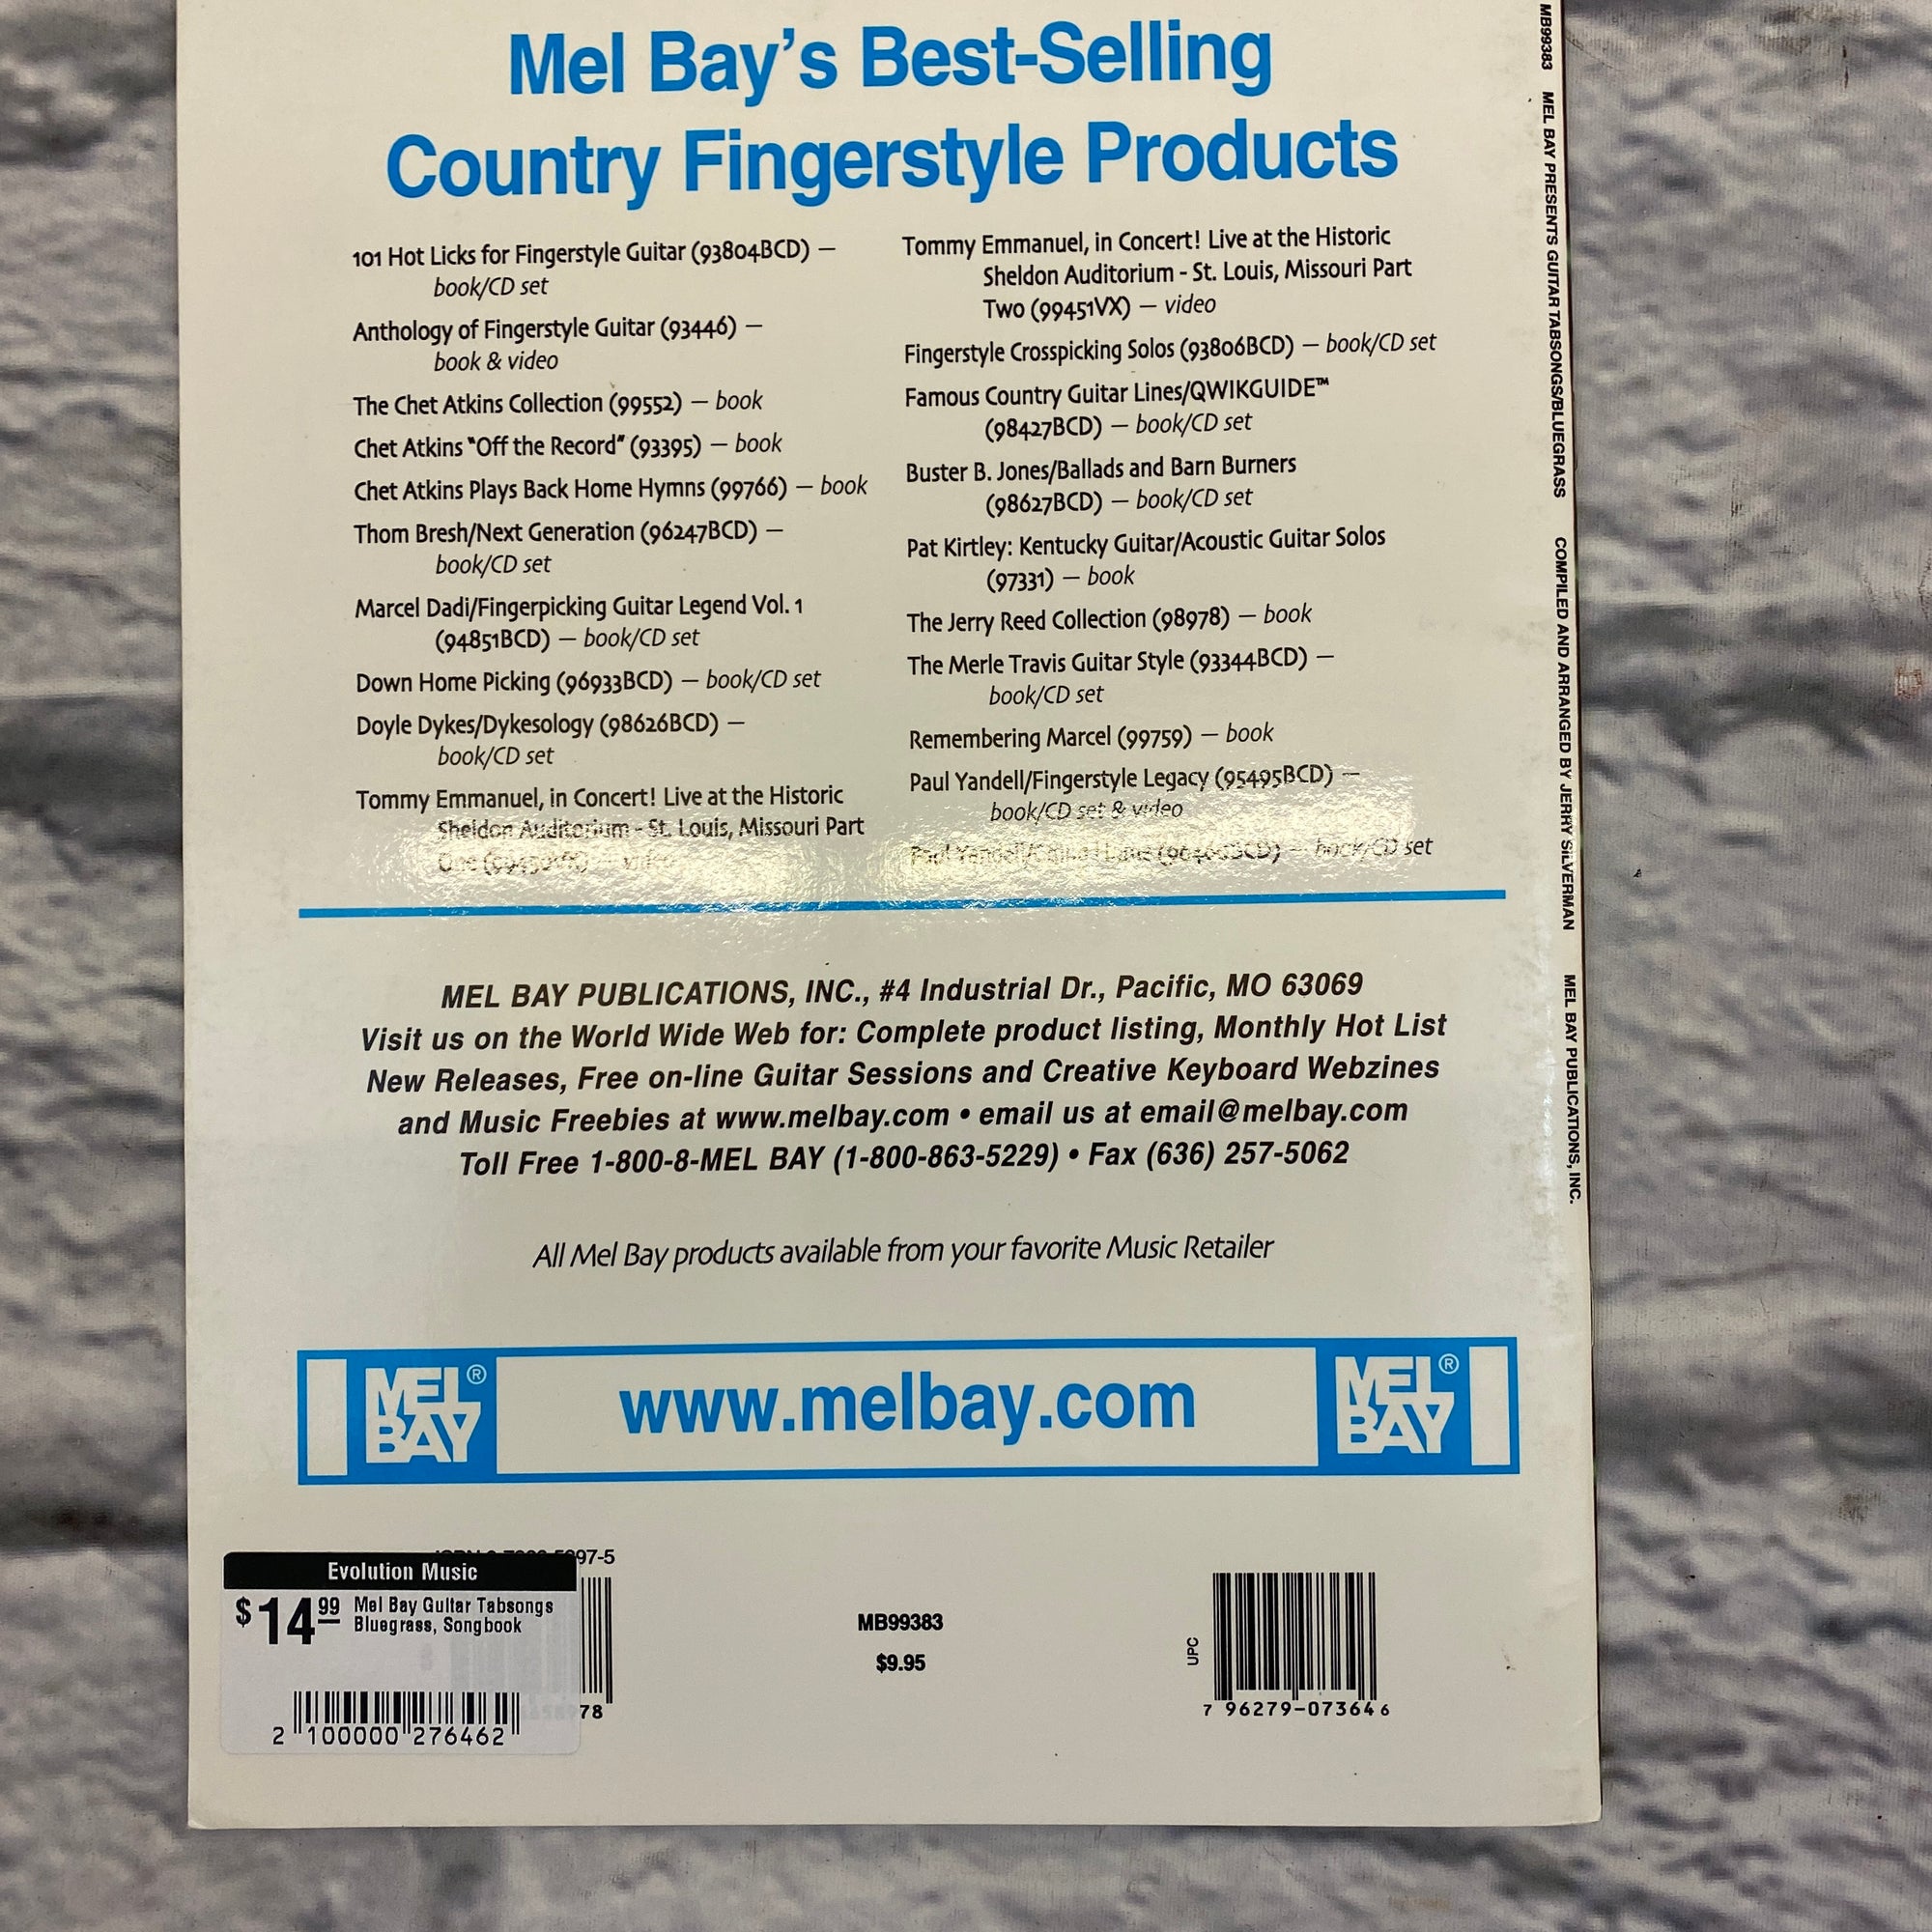 Mel Bay's Best-Selling
Country Fingerstyle Products
101 Hot Licks for Fingerstyle Guitar (93804BCD) —
book/CD set
Anthology of Fingerstyle Guitar (93446) —
book & video
The Chet Atkins Collection (99552) — book
Chet Atkins "Off the Record" (93395) — book
Chet Atkins Plays Back Home Hymns (99766) — book
Thom Bresh/Next Generation (96247BCD) —
book/CD set
Marcel Dadi/Fingerpicking Guitar Legend Vol. 1
(94851BCD) — book/CD set
Down Home Picking (96933BCD) — book/CD set
Doyle Dykes/Dykesology (98626BCD) —
book/CD set
Tommy Emmanuel, in Concert! Live at the Historic
Sheldon Auditorium - St. Louis, Missouri Part
One (99450VX) — video
Tommy Emmanuel, in Concert! Live at the Historic
Sheldon Auditorium - St. Louis, Missouri Part
Two (99451VX) — video
Fingerstyle Crosspicking Solos (93806BCD) — book/CD set
Famous Country Guitar Lines/QWIKGUIDE™
(98427BCD) — book/CD set
Buster B. Jones/Ballads and Barn Burners
(98627BCD) — book/CD set
Pat Kirtley: Kentucky Guitar/Acoustic Guitar Solos
(97331) — book
The Jerry Reed Collection (98978) — book
The Merle Travis Guitar Style (93344BCD) —
book/CD set
Remembering Marcel (99759) — book
Paul Yandell/Fingerstyle Legacy (95495BCD) —
book/CD set & video
Paul Yandell/ — book/CD set
MEL BAY PUBLICATIONS, INC., #4 Industrial Dr., Pacific, MO 63069
Visit us on the World Wide Web for: Complete product listing, Monthly Hot List
New Releases, Free on-line Guitar Sessions and Creative Keyboard Webzines
and Music Freebies at www.melbay.com • email us at email@melbay.com
Toll Free 1-800-8-MEL BAY (1-800-863-5229) • Fax (636) 257-5062
All Mel Bay products available from your favorite Music Retailer
MEL BAY®
www.melbay.com
MEL BAY®
97-5
Evolution Music
$14.99
Mel Bay Guitar Tabsongs
Bluegrass, Songbook
2 100000 276462
78
MB99383
$9.95
UPC
7 96279-07364 6
MB99383 MEL BAY PRESENTS GUITAR TABSONGS/BLUEGRASS COMPILED AND ARRANGED BY JERRY SILVERMAN MEL BAY PUBLICATIONS, INC.